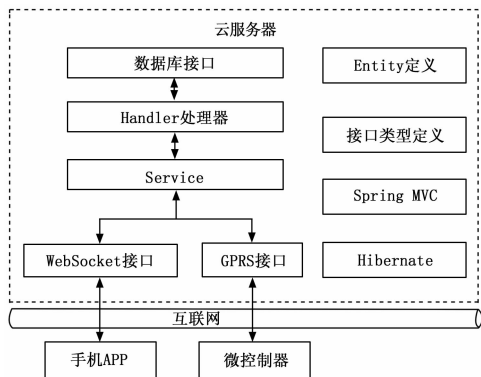 云服务器
数据库接口
Entity定义
Handler处理器
接口类型定义
Service
Spring MVC
WebSocket接口
GPRS接口
Hibernate
互联网
手机APP
微控制器